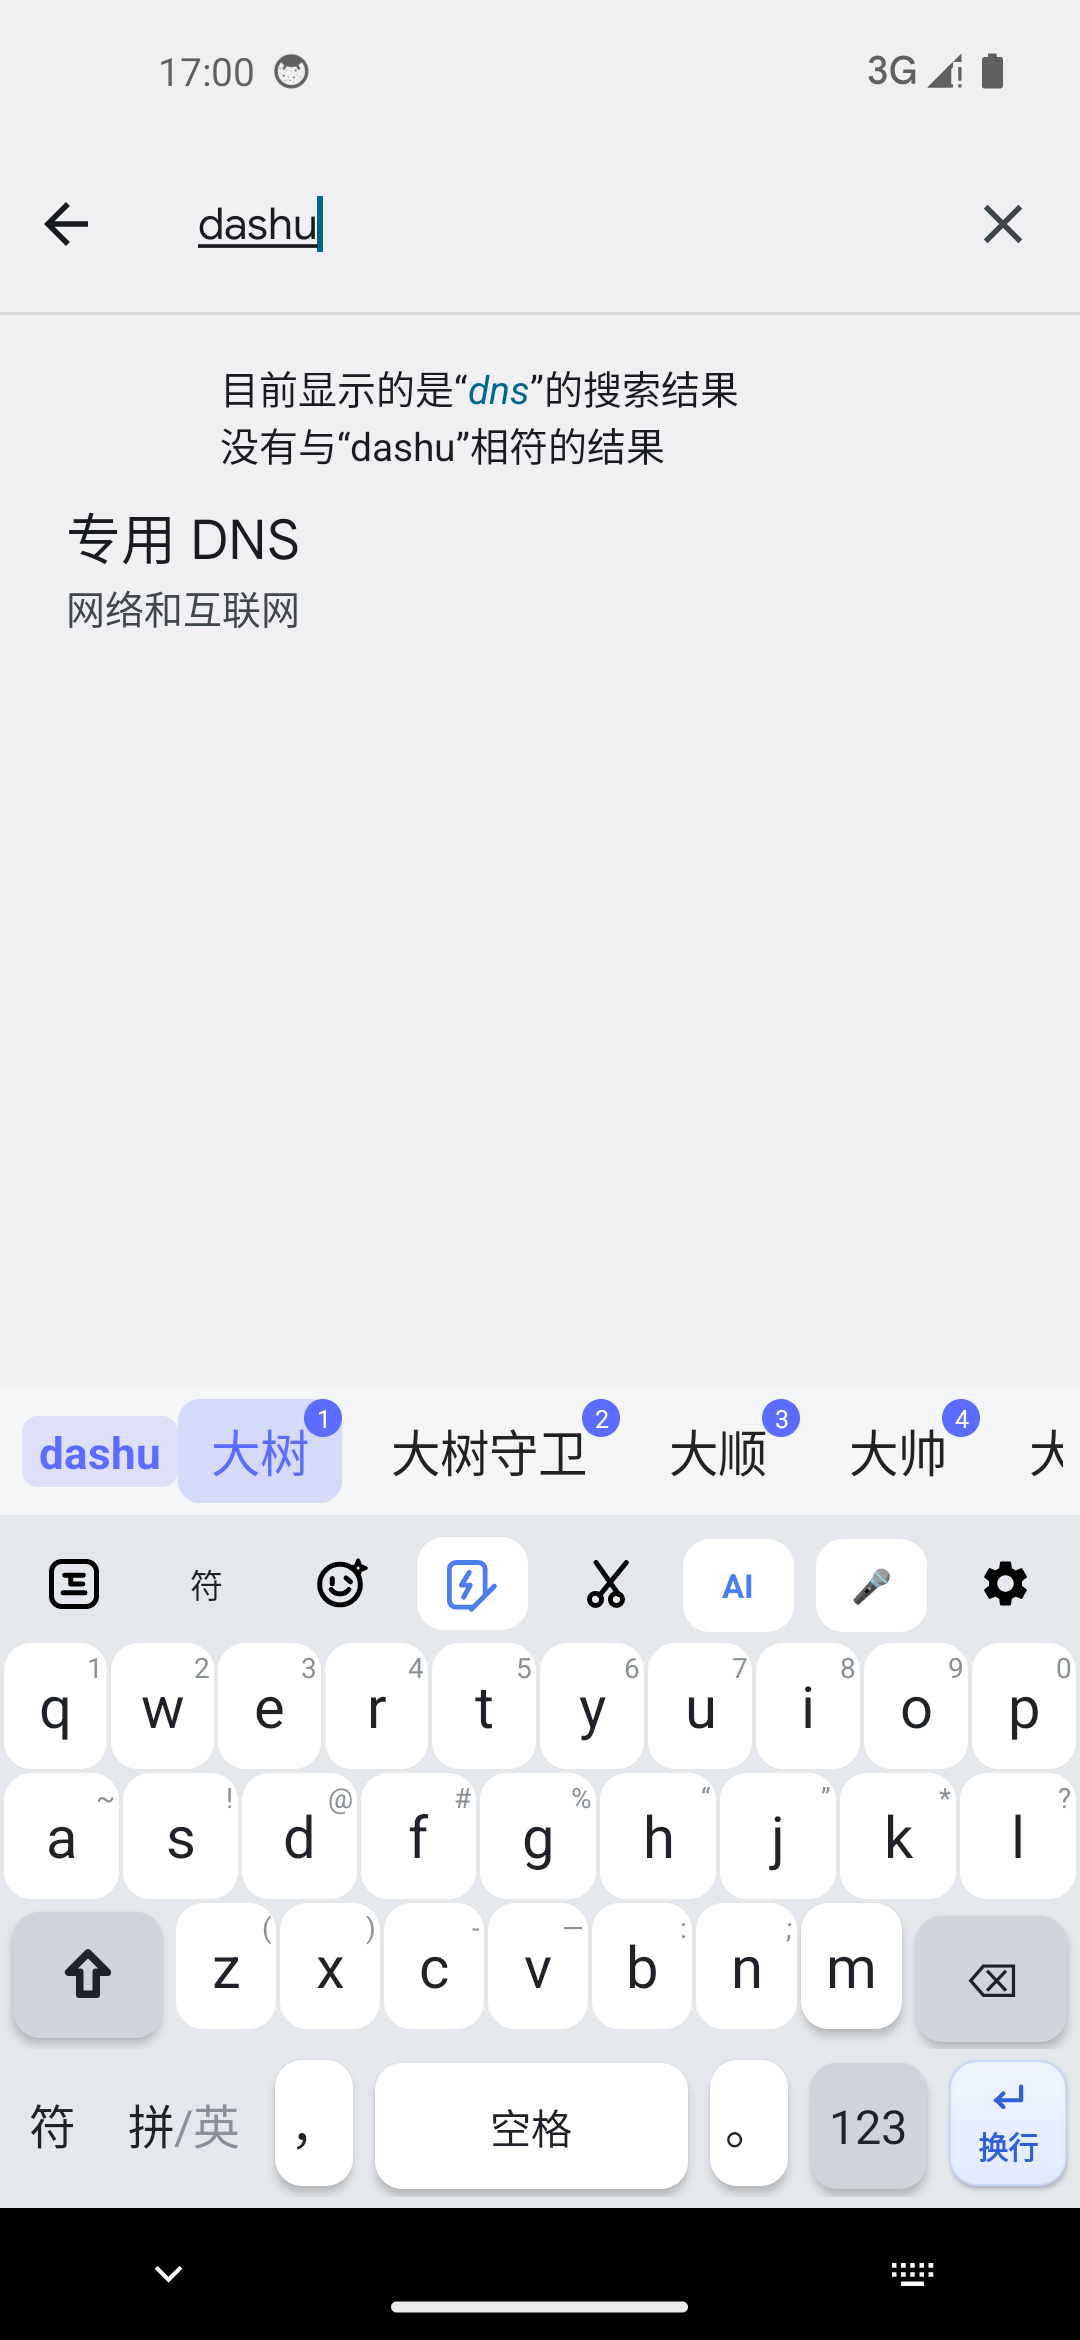 17:00 3G
dashu
目前显示的是“dns”的搜索结果
没有与“dashu”相符的结果
专用 DNS
网络和互联网
dashu 大树 1 大树守卫 2 大顺 3 大帅 4 大
符 AI
q 1 w 2 e 3 r 4 t 5 y 6 u 7 i 8 o 9 p 0
a ~ s ! d @ f # g % h “ j ” k * l ?
z ( x ) c - v — b : n ; m
符 拼/英 ， 空格 。 123 换行